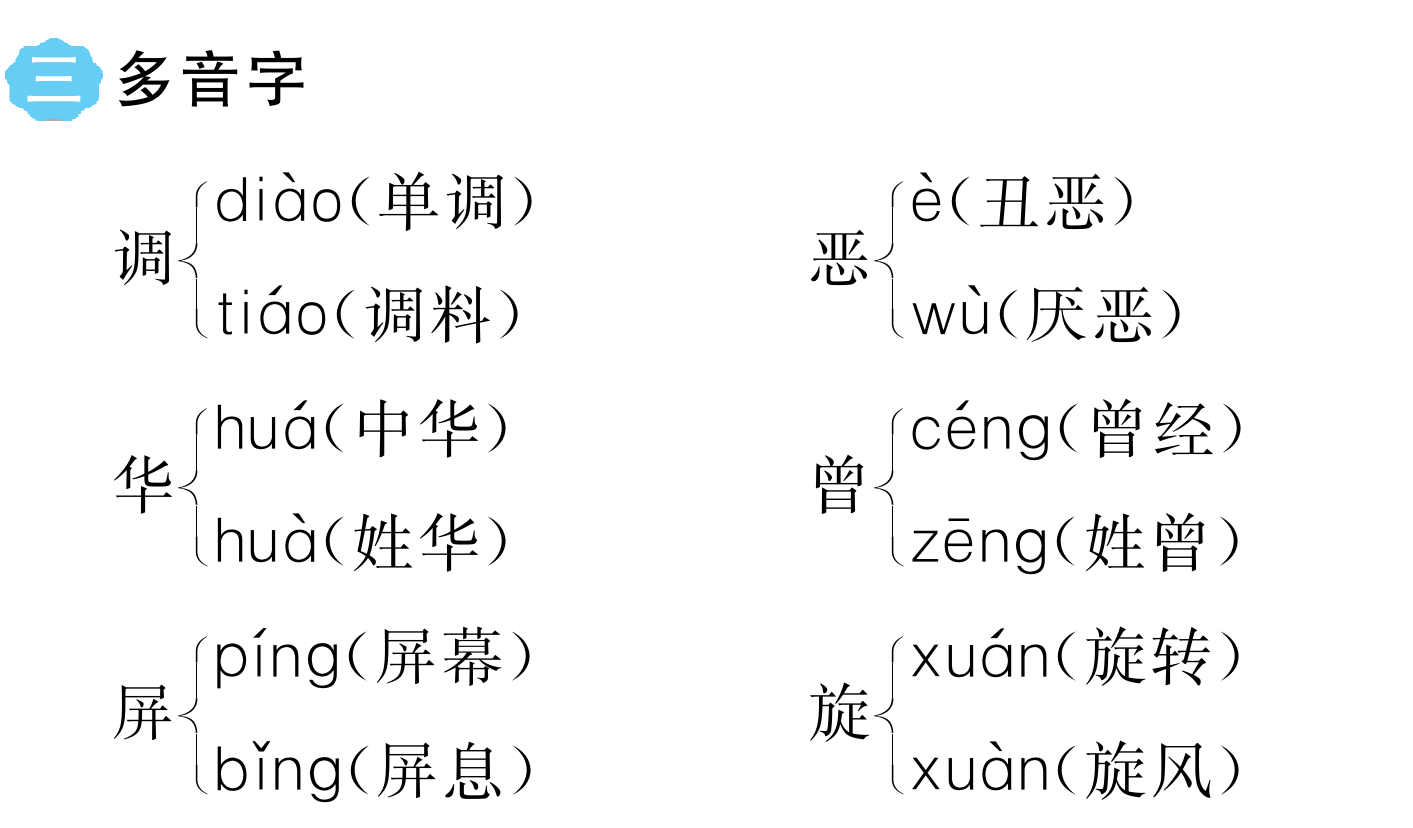 三 多音字
调
diào(单调)
tiáo(调料)
恶
è(丑恶)
wù(厌恶)
华
huá(中华)
huà(姓华)
曾
céng(曾经)
zēng(姓曾)
屏
píng(屏幕)
bǐng(屏息)
旋
xuán(旋转)
xuàn(旋风)